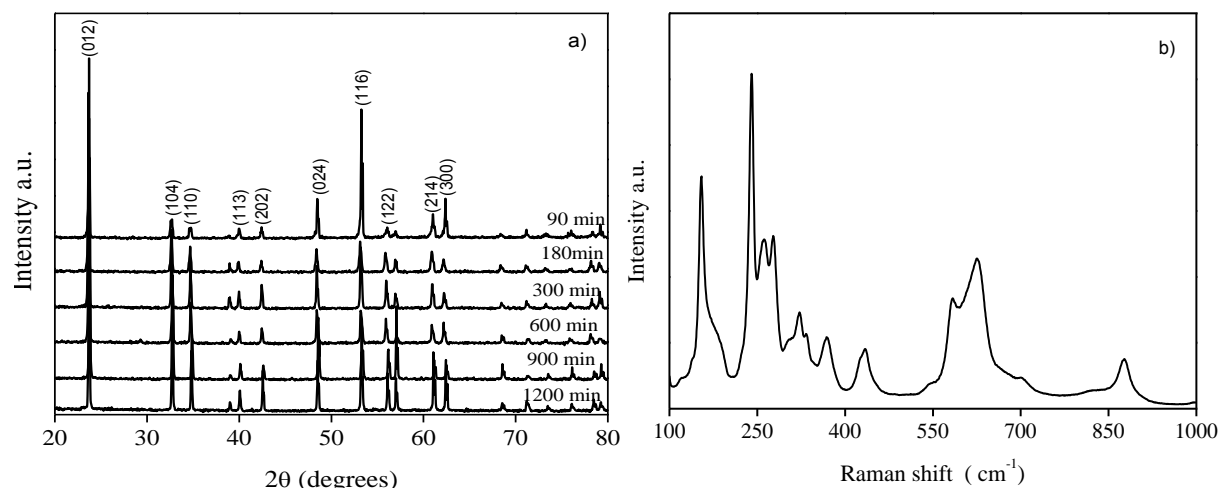 a)
(012)
(104)
(110)
(113)
(202)
(024)
(116)
(122)
(214)
(300)
90 min
180min
300 min
600 min
900 min
1200 min
Intensity a.u.
20 30 40 50 60 70 80
2θ (degrees)
b)
Intensity a.u.
100 250 400 550 700 850 1000
Raman shift ( cm-1)